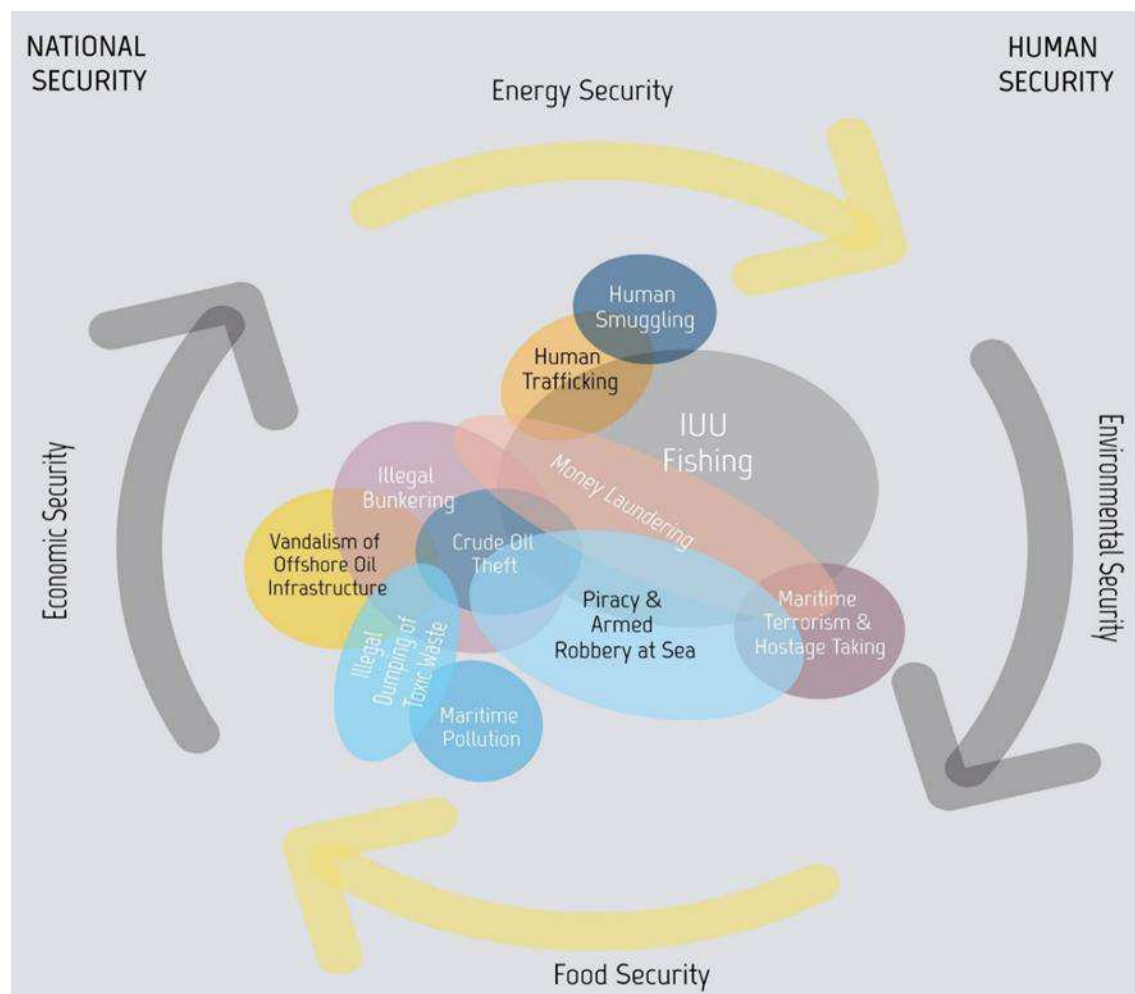 NATIONAL
SECURITY
HUMAN
SECURITY
Energy Security
Human
Smuggling
Human
Trafficking
IUU
Fishing
Money Laundering
Illegal
Bunkering
Crude Oil
Theft
Vandalism of
Offshore Oil
Infrastructure
Piracy &
Armed
Robbery at Sea
Maritime
Terrorism &
Hostage Taking
Illegal
Dumping of
Toxic Waste
Maritime
Pollution
Economic Security
Environmental Security
Food Security